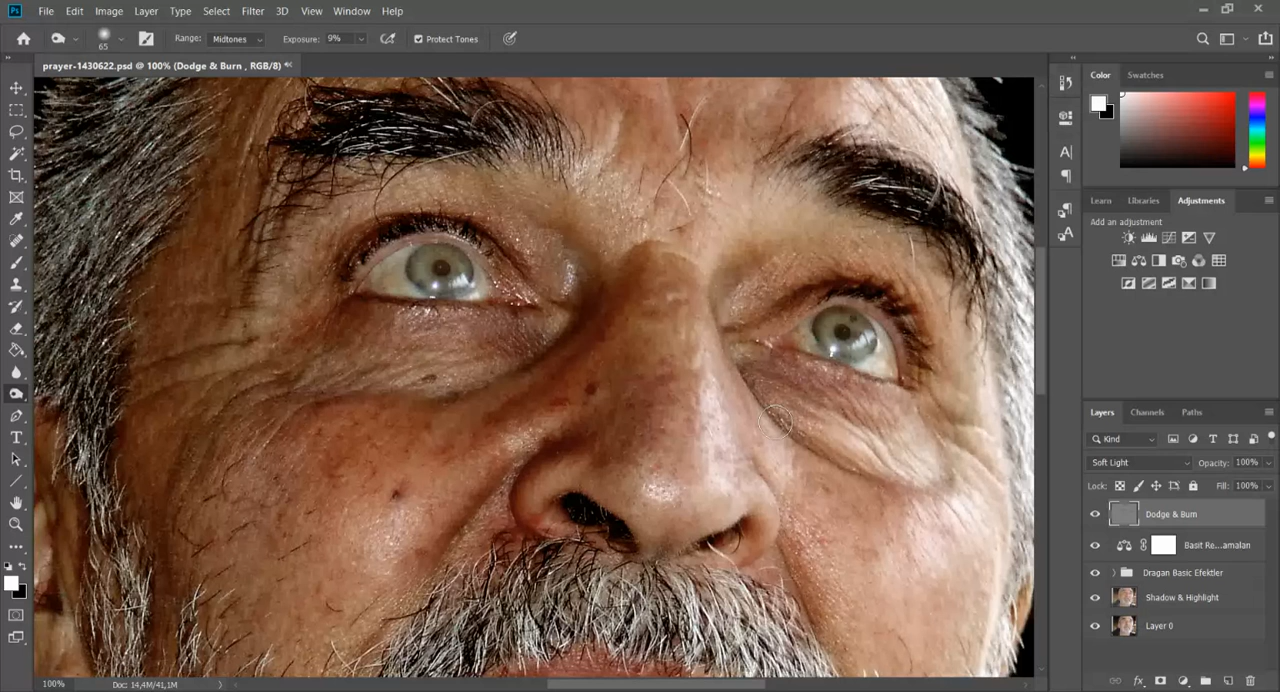 Ps File Edit Image Layer Type Select Filter 3D View Window Help
65 Range: Midtones Exposure: 9% Protect Tones
prayer-1430622.psd @ 100% (Dodge & Burn , RGB/8) *
Color Swatches
Learn Libraries Adjustments
Add an adjustment
Layers Channels Paths
Kind
Soft Light Opacity: 100%
Lock: Fill: 100%
Dodge & Burn
Basit Re...amalan
Dragan Basic Efektler
Shadow & Highlight
Layer 0
100% Doc: 14,4M/41,1M